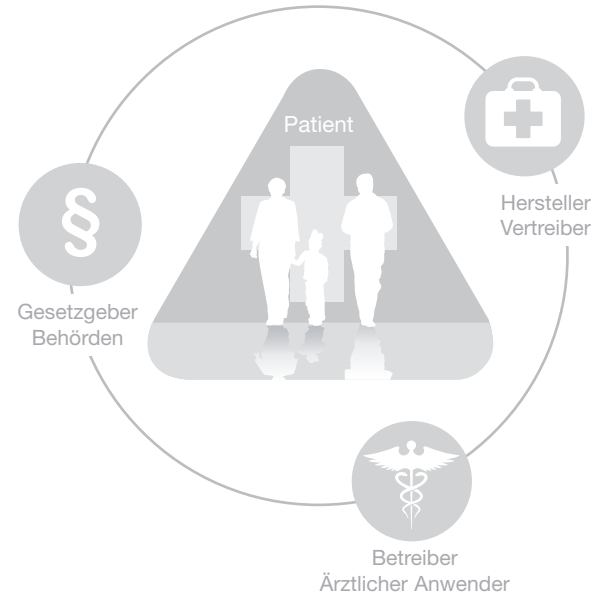 Patient
Hersteller
Vertreiber
§
Gesetzgeber
Behörden
Betreiber
Ärztlicher Anwender